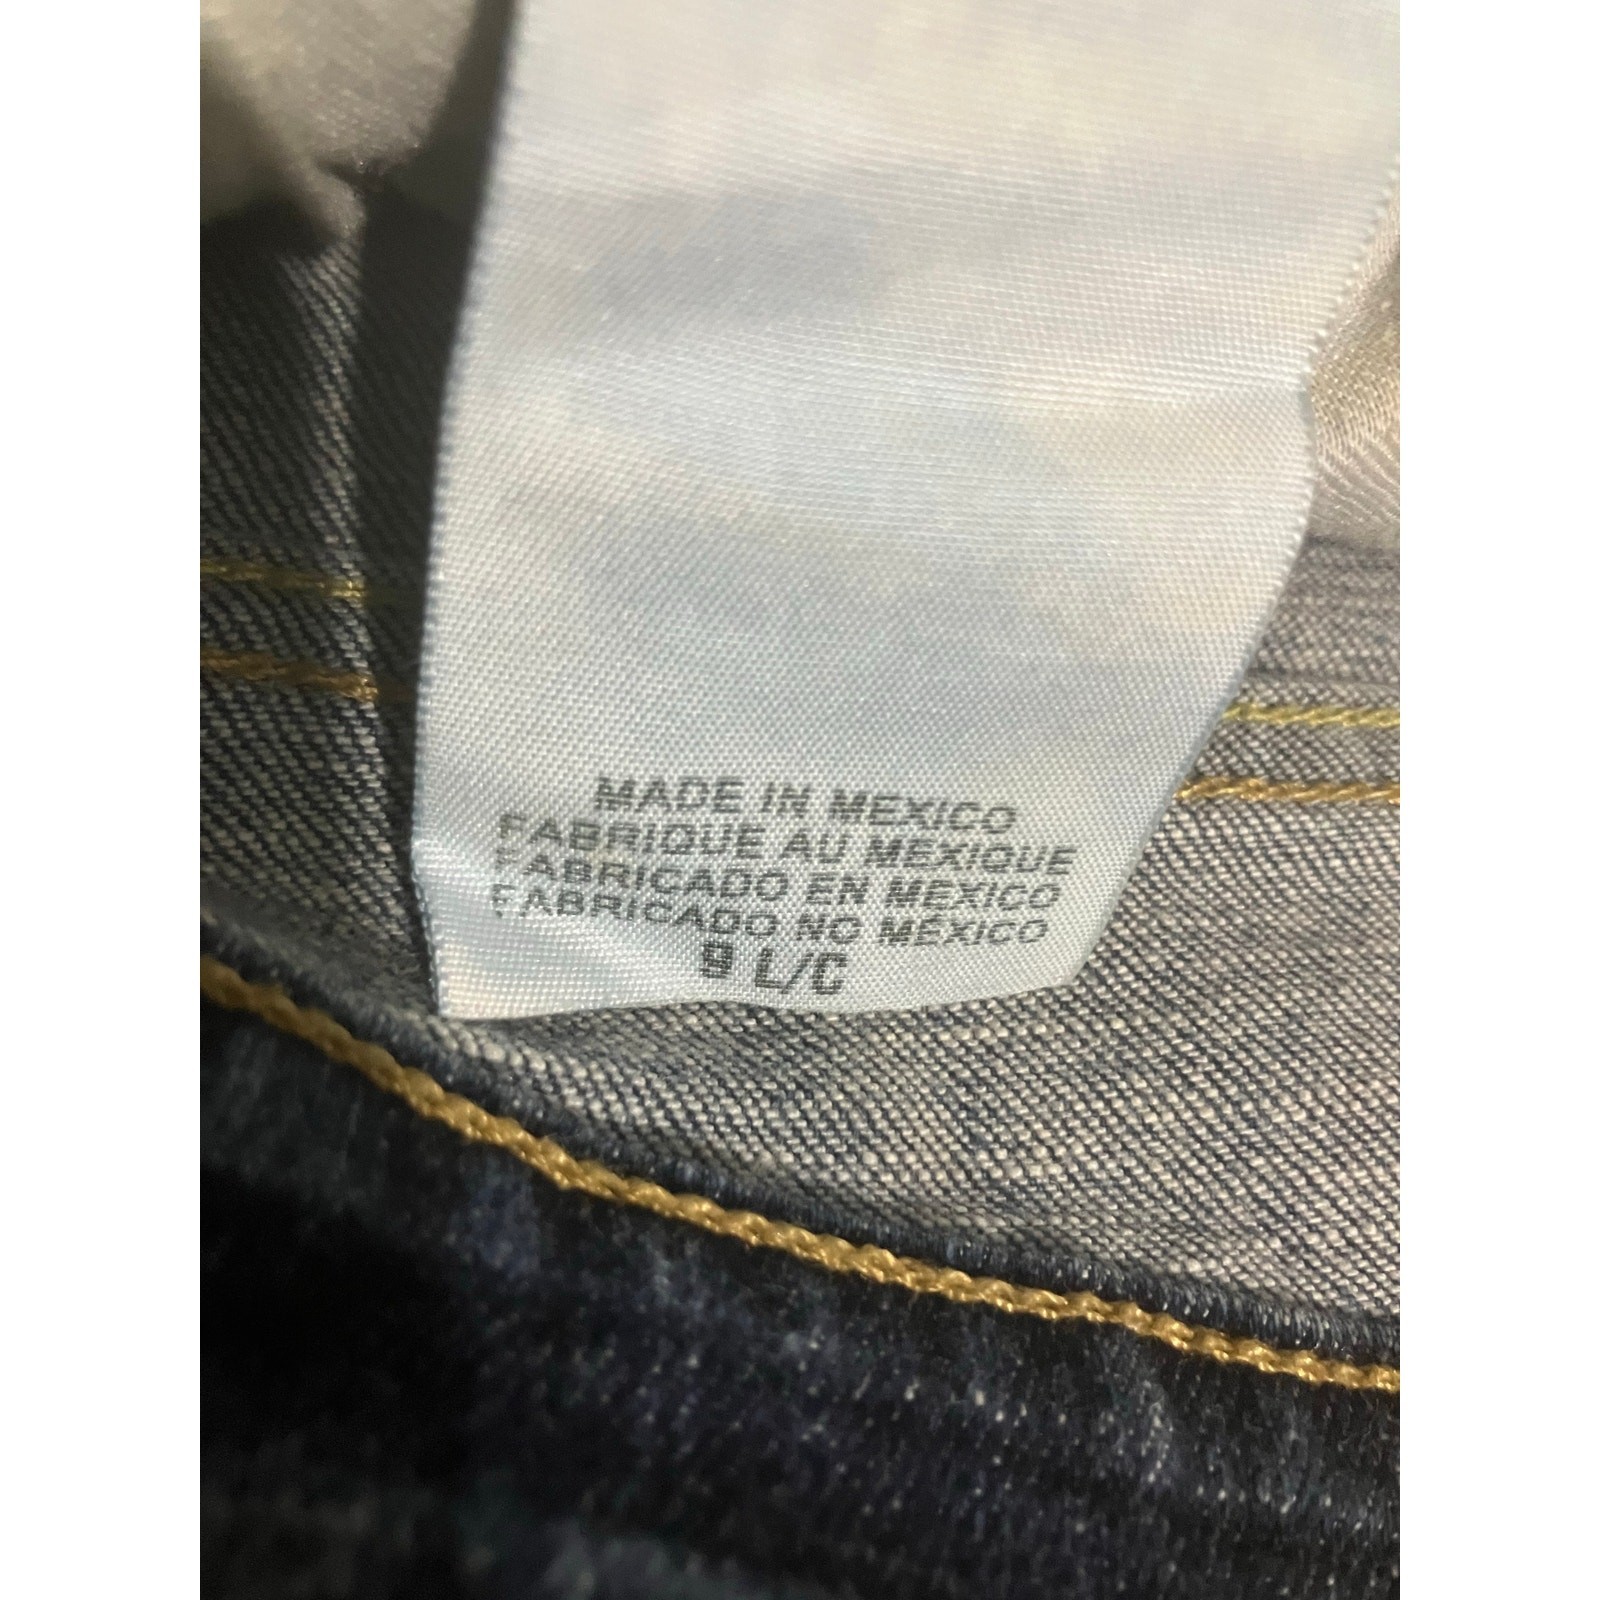 MADE IN MEXICO
FABRIQUE AU MEXIQUE
FABRICADO EN MEXICO
FABRICADO NO MÉXICO
9 L/C